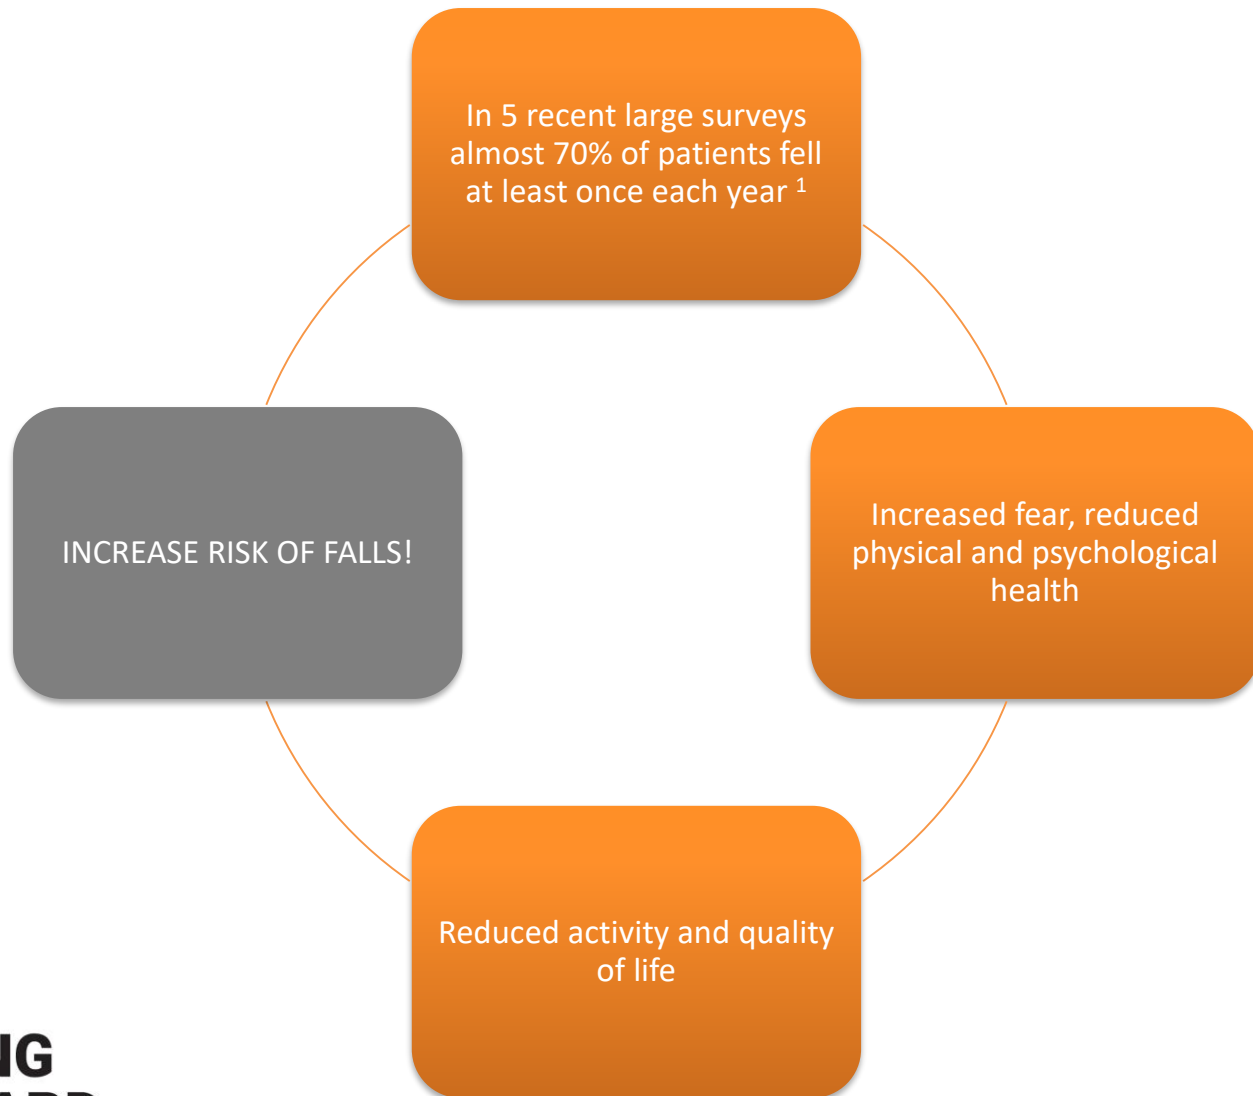 In 5 recent large surveys
almost 70% of patients fell
at least once each year ¹
INCREASE RISK OF FALLS!
Increased fear, reduced
physical and psychological
health
Reduced activity and quality
of life